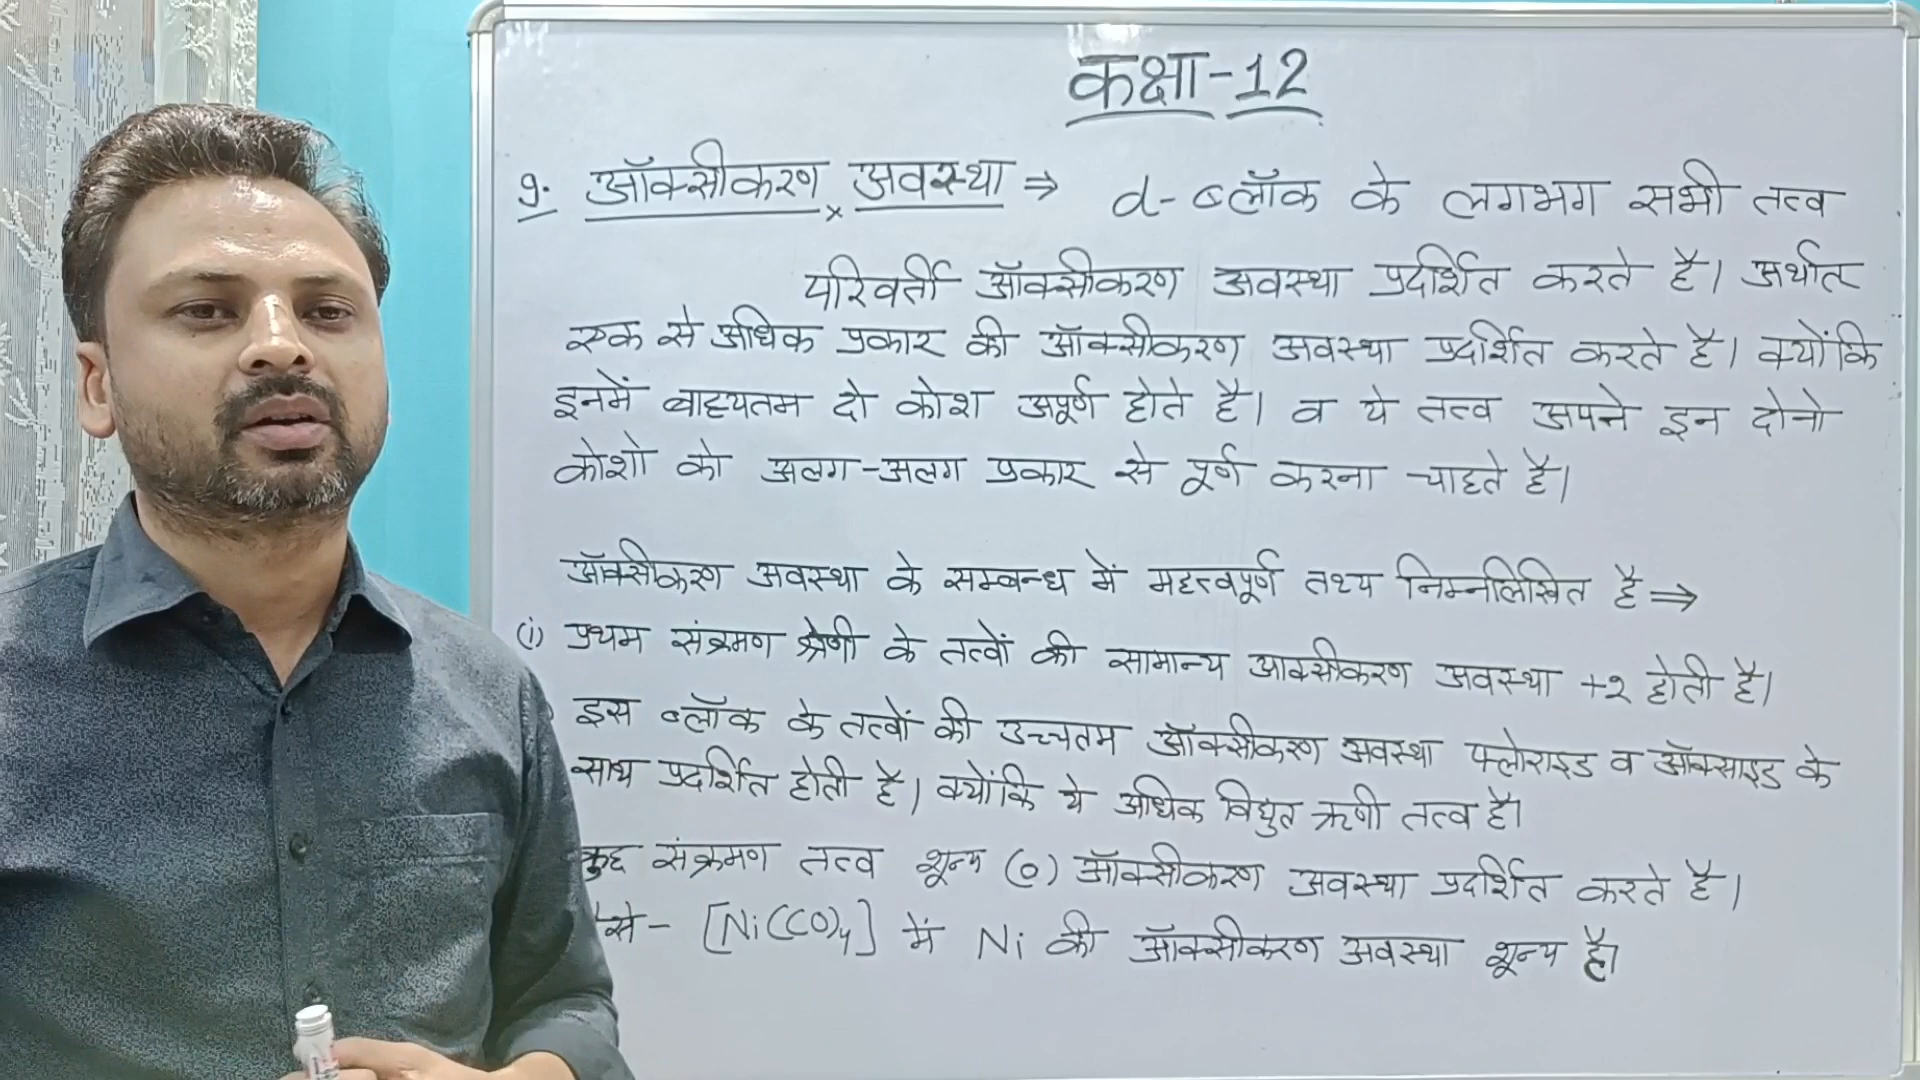 कक्षा-12
9. ऑक्सीकरण अवस्था ⇒ d-ब्लॉक के लगभग सभी तत्व
परिवर्ती ऑक्सीकरण अवस्था प्रदर्शित करते है। अर्थात
एक से अधिक प्रकार की ऑक्सीकरण अवस्था प्रदर्शित करते है। क्योंकि
इनमें बाहयतम दो कोश अपूर्ण होते है। व ये तत्व अपने इन दोनो
कोशो को अलग-अलग प्रकार से पूर्ण करना चाहते है।
ऑक्सीकरण अवस्था के सम्बन्ध में महत्त्वपूर्ण तथ्य निम्नलिखित है ⇒
(i) प्रथम संक्रमण श्रेणी के तत्वों की सामान्य आक्सीकरण अवस्था +2 होती है।
इस ब्लॉक के तत्वों की उच्चतम ऑक्सीकरण अवस्था फ्लोराइड व ऑक्साइड के
साथ प्रदर्शित होती है। क्योंकि ये अधिक विद्युत ऋणी तत्व है।
कुछ संक्रमण तत्व शून्य (0) ऑक्सीकरण अवस्था प्रदर्शित करते है।
से - [Ni(CO)4] में Ni की ऑक्सीकरण अवस्था शून्य है।